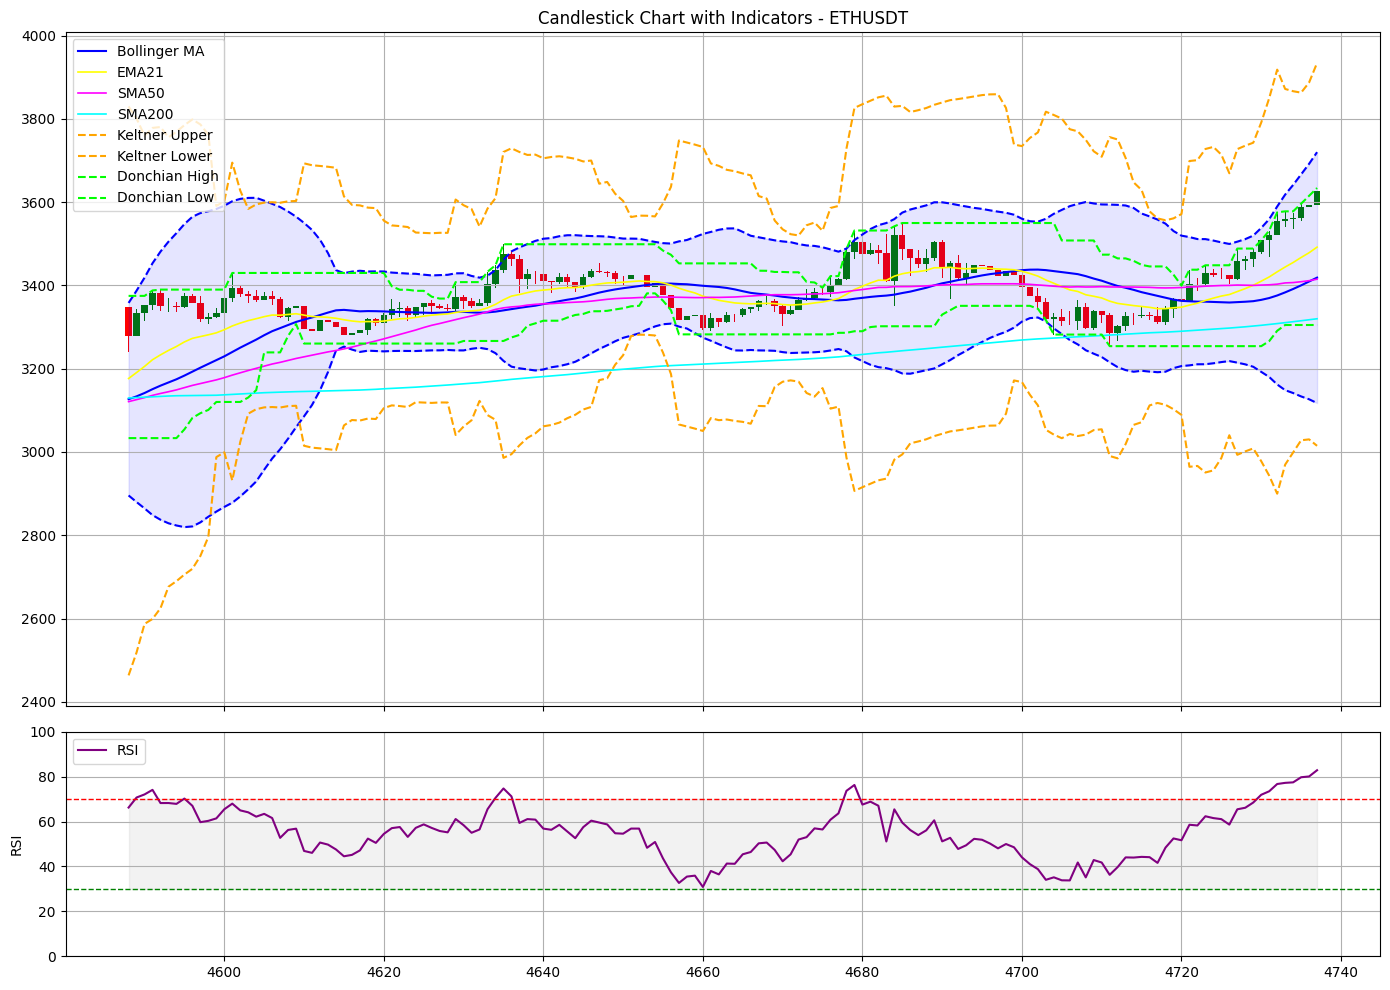 Candlestick Chart with Indicators - ETHUSDT
4000
3800
3600
3400
3200
3000
2800
2600
2400
Bollinger MA
EMA21
SMA50
SMA200
Keltner Upper
Keltner Lower
Donchian High
Donchian Low
100
80
60
40
20
0
RSI
RSI
4600
4620
4640
4660
4680
4700
4720
4740